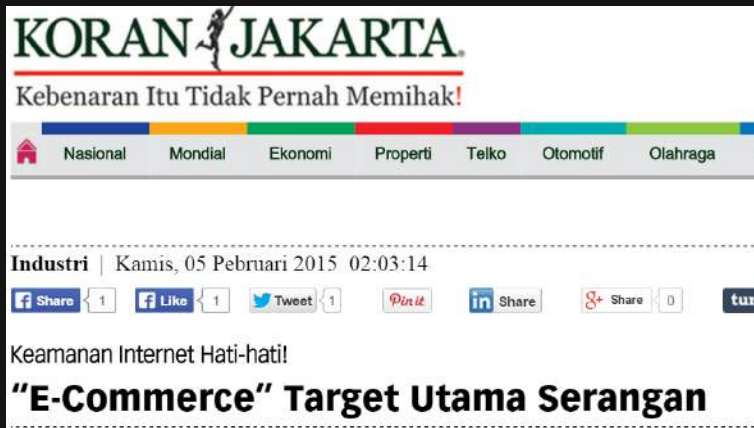 KORAN JAKARTA®
Kebenaran Itu Tidak Pernah Memihak!
Nasional Mondial Ekonomi Properti Telko Otomotif Olahraga
Industri | Kamis, 05 Pebruari 2015 02:03:14
Share 1 Like 1 Tweet 1 Pin it in Share g+ Share 0
Keamanan Internet Hati-hati!
“E-Commerce” Target Utama Serangan